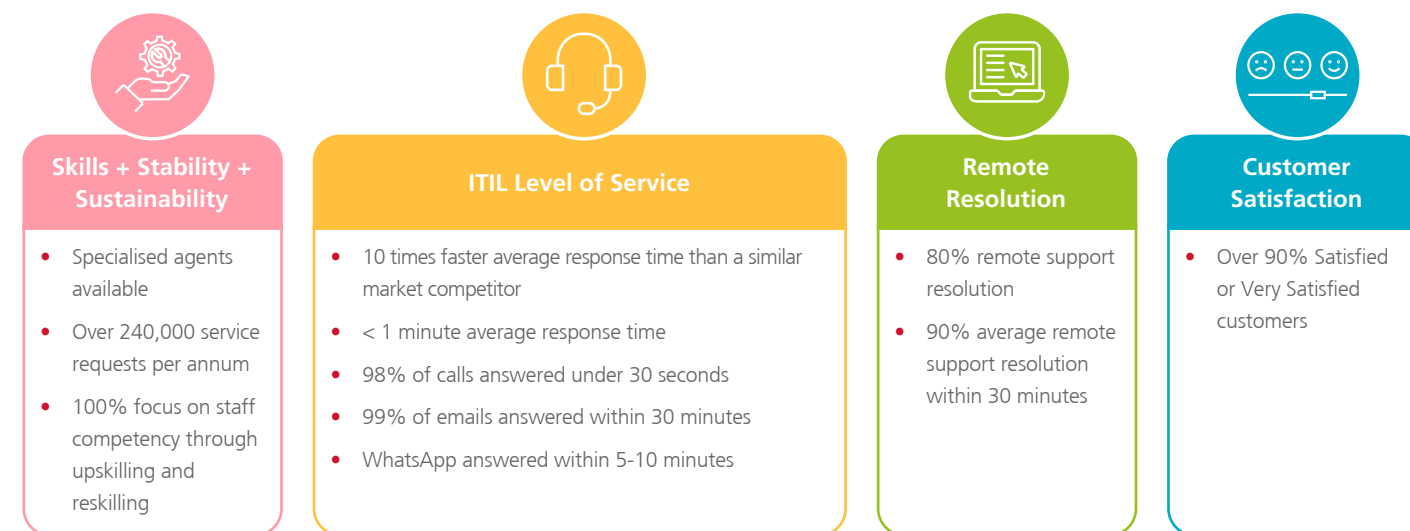 Skills + Stability +
Sustainability
• Specialised agents
available
• Over 240,000 service
requests per annum
• 100% focus on staff
competency through
upskilling and
reskilling
ITIL Level of Service
• 10 times faster average response time than a similar
market competitor
• < 1 minute average response time
• 98% of calls answered under 30 seconds
• 99% of emails answered within 30 minutes
• WhatsApp answered within 5-10 minutes
Remote
Resolution
• 80% remote support
resolution
• 90% average remote
support resolution
within 30 minutes
Customer
Satisfaction
• Over 90% Satisfied
or Very Satisfied
customers